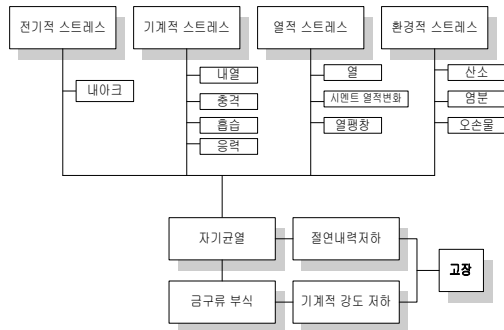 전기적 스트레스
기계적 스트레스
열적 스트레스
환경적 스트레스
내아크
내열
충격
흡습
응력
열
시멘트 열적변화
열팽창
산소
염분
오손물
자기균열
절연내력저하
고장
금구류 부식
기계적 강도 저하